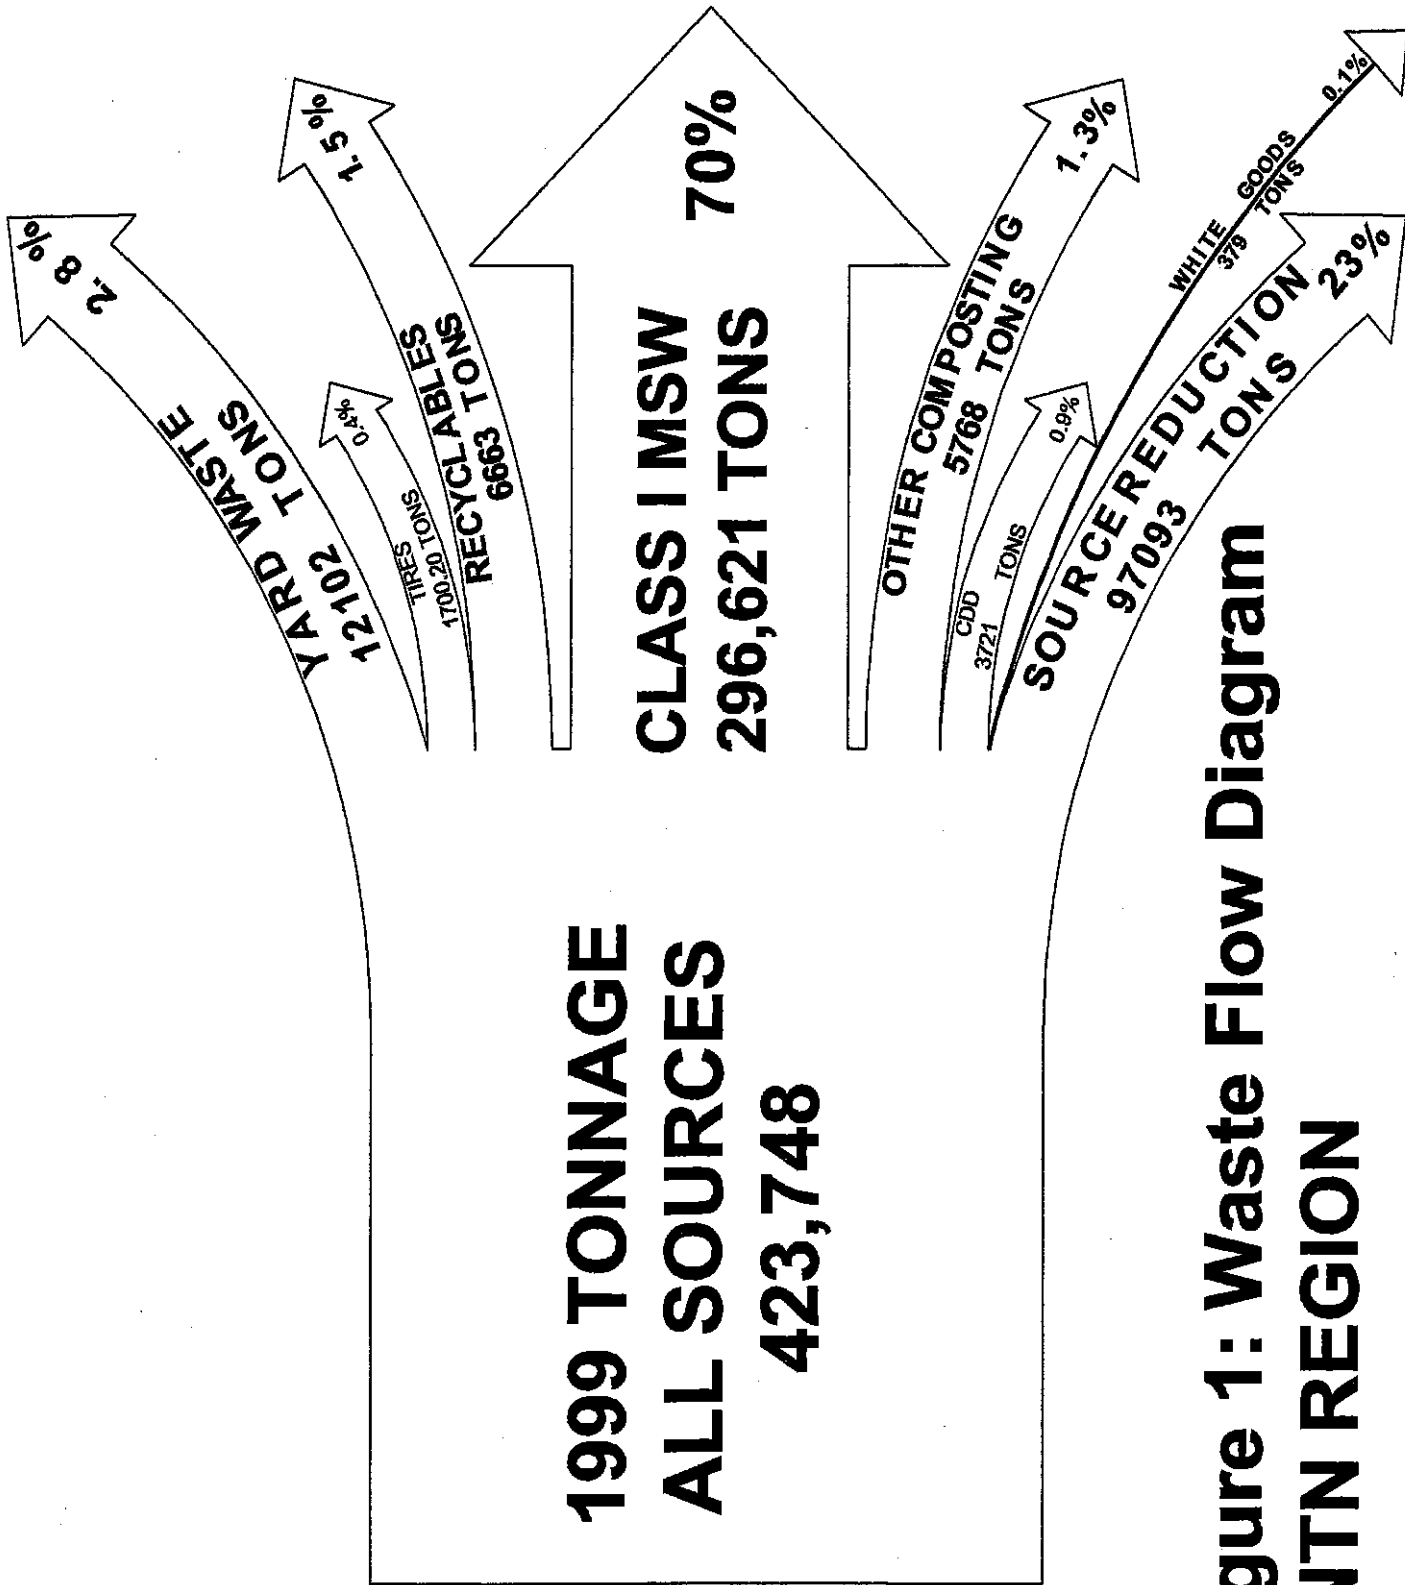 1999 TONNAGE
ALL SOURCES
423,748
YARD WASTE
12102 TONS
2.8%
TIRES
1700.20 TONS
0.4%
RECYCLABLES
6663 TONS
1.5%
CLASS I MSW
296,621 TONS
70%
OTHER COMPOSTING
5768 TONS
1.3%
CDD
3721 TONS
0.9%
WHITE GOODS
379 TONS
0.1%
SOURCE REDUCTION
97093 TONS
23%
gure 1: Waste Flow Diagram
ITN REGION